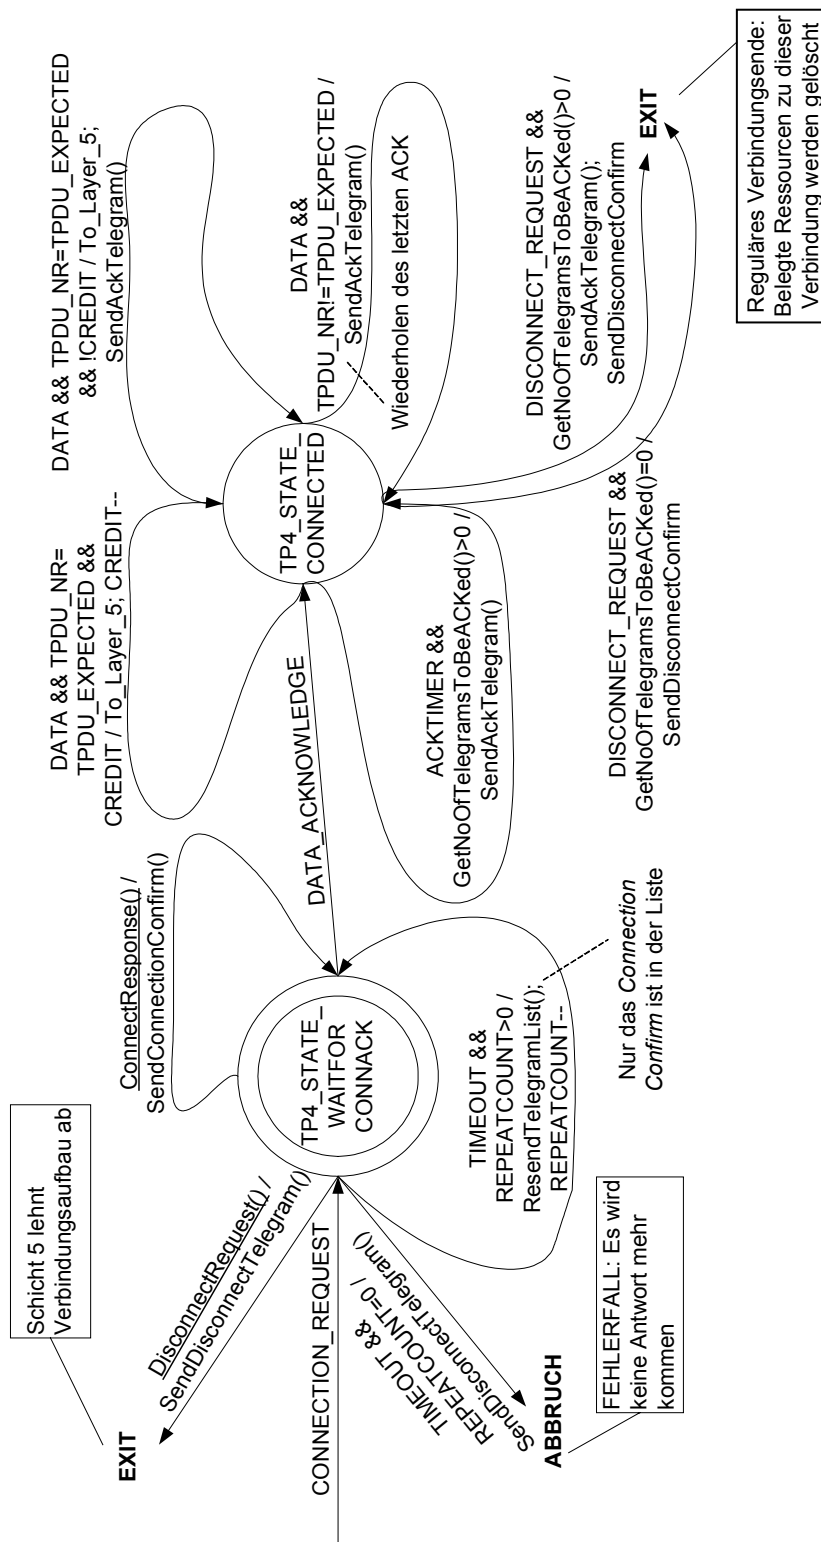 Schicht 5 lehnt
Verbindungsaufbau ab
EXIT
DisconnectRequest() /
SendDisconnectTelegram()
CONNECTION_REQUEST
TIMEOUT &&
REPEATCOUNT=0 /
SendDisconnectTelegram()
ABBRUCH
FEHLERFALL: Es wird
keine Antwort mehr
kommen
TP4_STATE_
WAITFOR
CONNACK
ConnectResponse() /
SendConnectionConfirm()
TIMEOUT &&
REPEATCOUNT>0 /
ResendTelegramList();
REPEATCOUNT--
Nur das Connection
Confirm ist in der Liste
DATA_ACKNOWLEDGE
DATA && TPDU_NR=
TPDU_EXPECTED &&
CREDIT / To_Layer_5; CREDIT--
TP4_STATE_
CONNECTED
ACKTIMER &&
GetNoOfTelegramsToBeACKed()>0 /
SendAckTelegram()
DATA && TPDU_NR=TPDU_EXPECTED
&& !CREDIT / To_Layer_5;
SendAckTelegram()
DATA &&
TPDU_NR!=TPDU_EXPECTED /
SendAckTelegram()
Wiederholen des letzten ACK
DISCONNECT_REQUEST &&
GetNoOfTelegramsToBeACKed()>0 /
SendAckTelegram();
SendDisconnectConfirm
DISCONNECT_REQUEST &&
GetNoOfTelegramsToBeACKed()=0 /
SendDisconnectConfirm
EXIT
Reguläres Verbindungsende:
Belegte Ressourcen zu dieser
Verbindung werden gelöscht